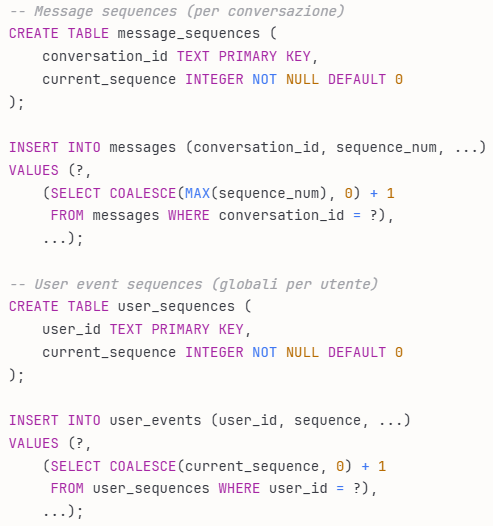 -- Message sequences (per conversazione)
CREATE TABLE message_sequences (
    conversation_id TEXT PRIMARY KEY,
    current_sequence INTEGER NOT NULL DEFAULT 0
);

INSERT INTO messages (conversation_id, sequence_num, ...)
VALUES (?,
    (SELECT COALESCE(MAX(sequence_num), 0) + 1
     FROM messages WHERE conversation_id = ?),
    ...);

-- User event sequences (globali per utente)
CREATE TABLE user_sequences (
    user_id TEXT PRIMARY KEY,
    current_sequence INTEGER NOT NULL DEFAULT 0
);

INSERT INTO user_events (user_id, sequence, ...)
VALUES (?,
    (SELECT COALESCE(current_sequence, 0) + 1
     FROM user_sequences WHERE user_id = ?),
    ...);